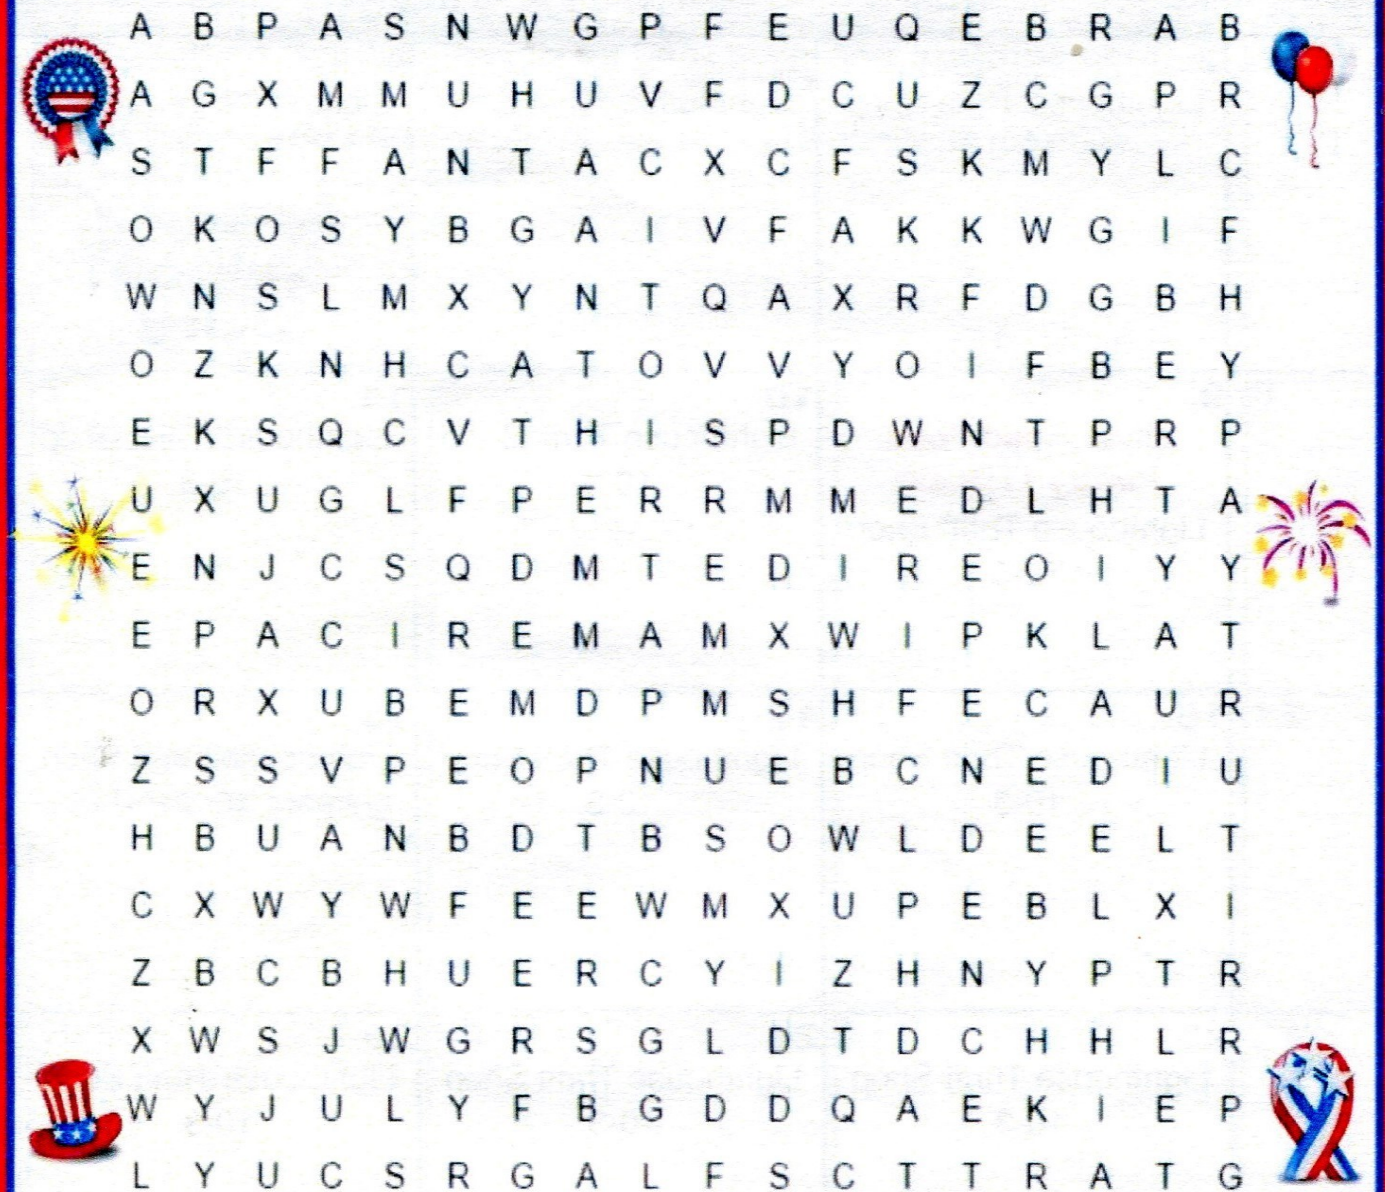 A B P A S N W G P F E U Q E B R A B
A G X M M U H U V F D C U Z C G P R
S T F F A N T A C X C F S K M Y L C
O K O S Y B G A I V F A K K W G I F
W N S L M X Y N T Q A X R F D G B H
O Z K N H C A T O V V Y O I F B E Y
E K S Q C V T H I S P D W N T P R P
U X U G L F P E R R M M E D L H T A
E N J C S Q D M T E D I R E O I Y Y
E P A C I R E M A M X W I P K L A T
O R X U B E M D P M S H F E C A U R
Z S S V P E O P N U E B C N E D I U
H B U A N B D T B S O W L D E E L T
C X W Y W F E E W M X U P E B L X I
Z B C B H U E R C Y I Z H N Y P T R
X W S J W G R S G L D T D C H H L R
W Y J U L Y F B G D D Q A E K I E P
L Y U C S R G A L F S C T T R A T G